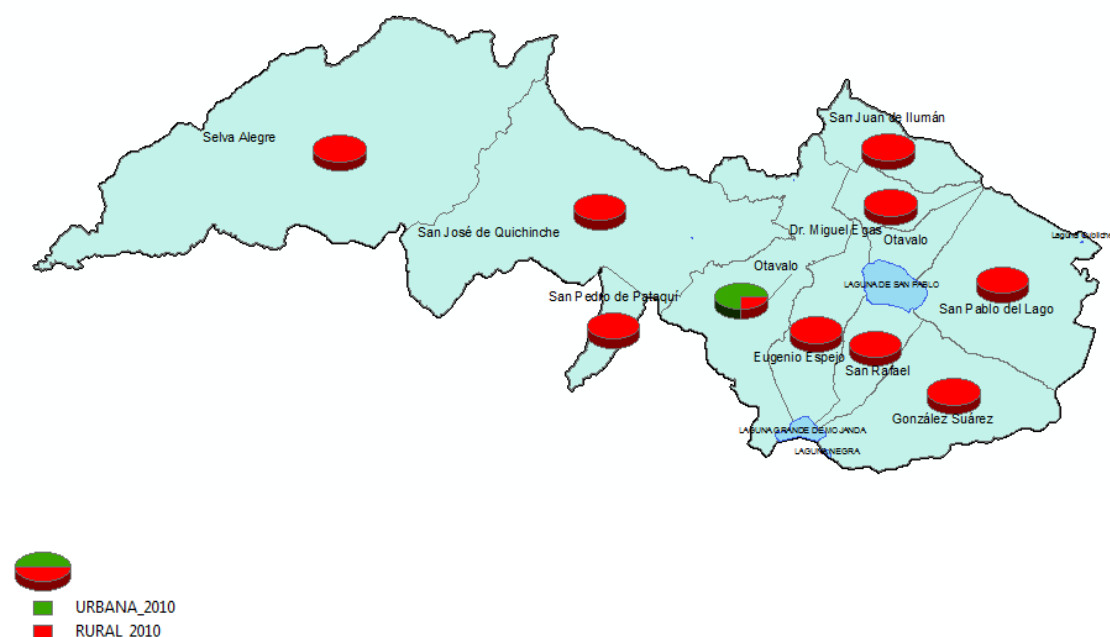 San Juan de Ilumán
Selva Alegre
San José de Quichinche
Dr. Miguel Egas
Otavalo
Otavalo
LAGUNA DE SAN PABLO
San Pedro de Pataquí
San Pablo del Lago
Eugenio Espejo
San Rafael
González Suárez
LAGUNA GRANDE DE MOJANDA
LAGUNA NEGRA
URBANA_2010
RURAL_2010